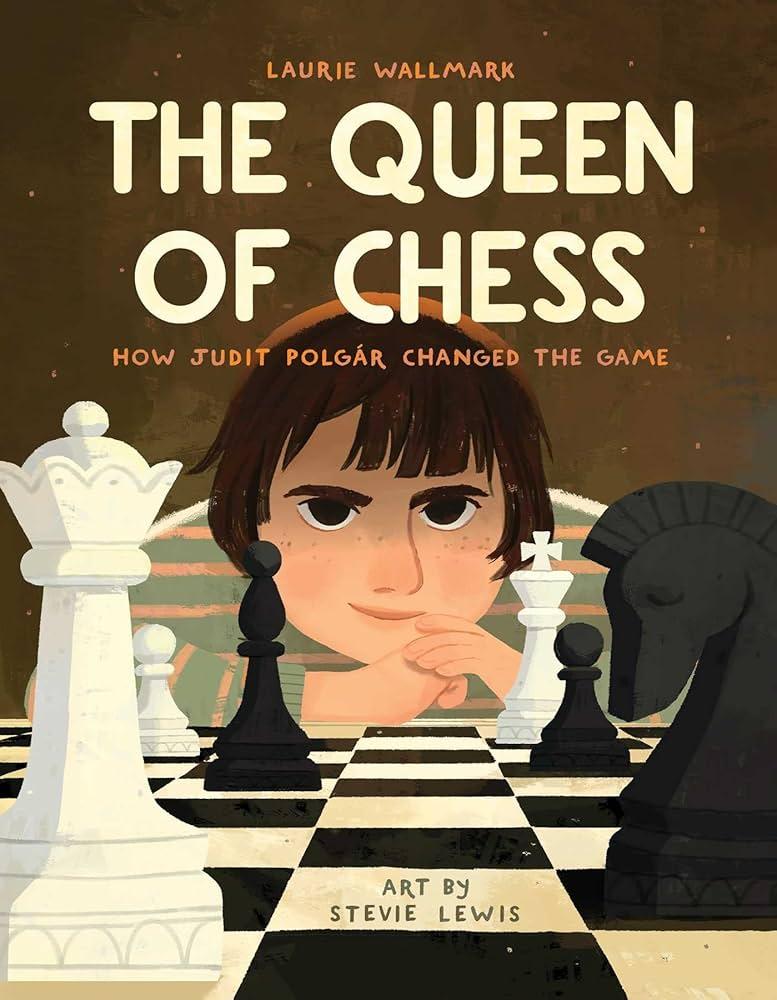 LAURIE WALLMARK
THE QUEEN
OF CHESS
HOW JUDIT POLGÁR CHANGED THE GAME
ART BY
STEVIE LEWIS